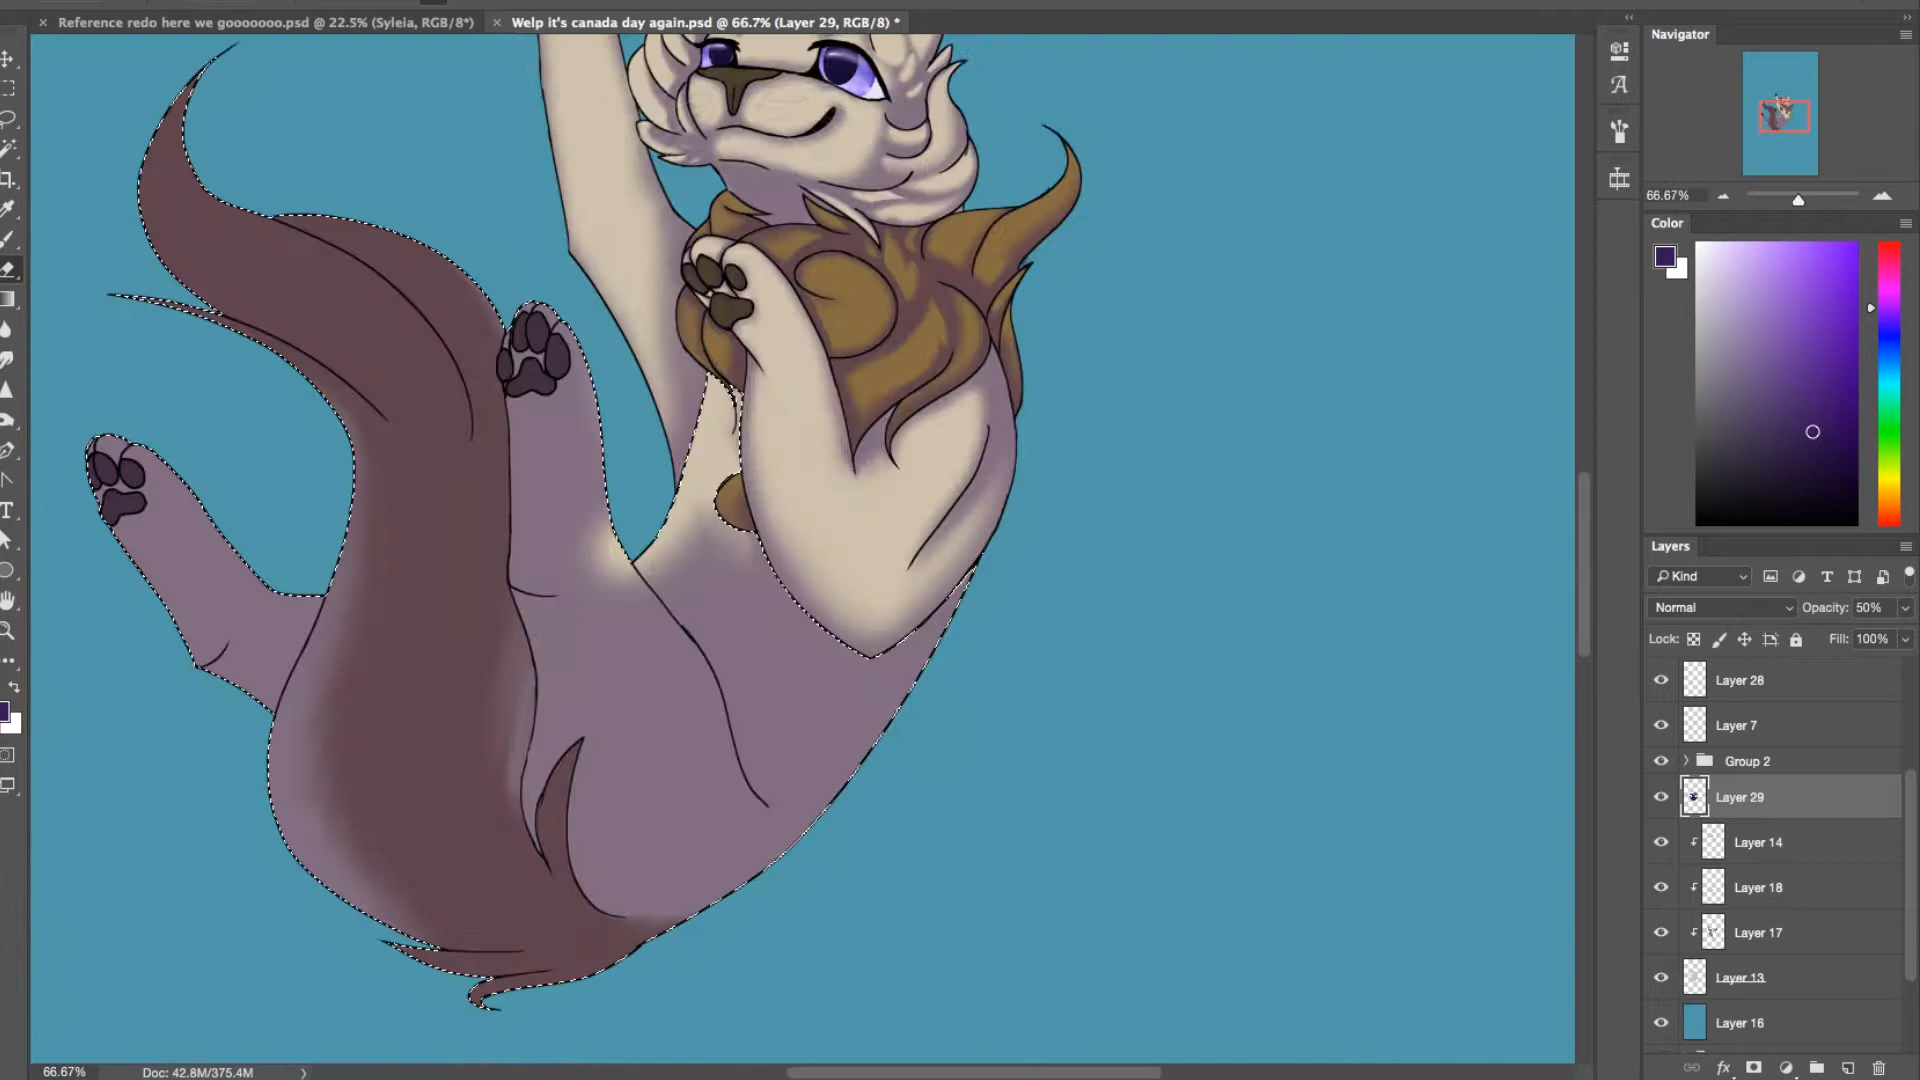 Reference redo here we gooooooo.psd @ 22.5% (Syleia, RGB/8*)
Welp it's canada day again.psd @ 66.7% (Layer 29, RGB/8) *
Navigator
66.67%
Color
Layers
Kind
Normal
Opacity: 50%
Lock:
Fill: 100%
Layer 28
Layer 7
Group 2
Layer 29
Layer 14
Layer 18
Layer 17
Layer 13
Layer 16
66.67%
Doc: 42.8M/375.4M